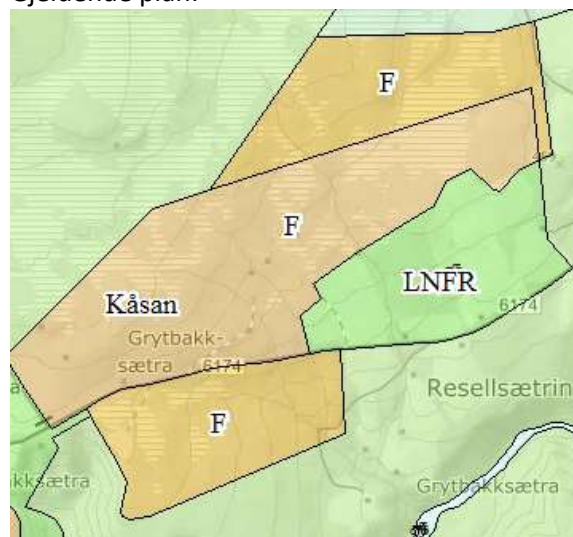 Gjeldende plan:
F
F
LNFR
Kåsan
6174
Grytbakk-
sætra
6174
Resellsætrin
F
kksætra
Grytbakksætra